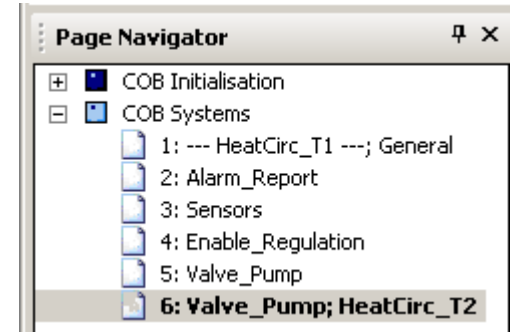 Page Navigator
COB Initialisation
COB Systems
1: --- HeatCirc_T1 ---; General
2: Alarm_Report
3: Sensors
4: Enable_Regulation
5: Valve_Pump
6: Valve_Pump; HeatCirc_T2